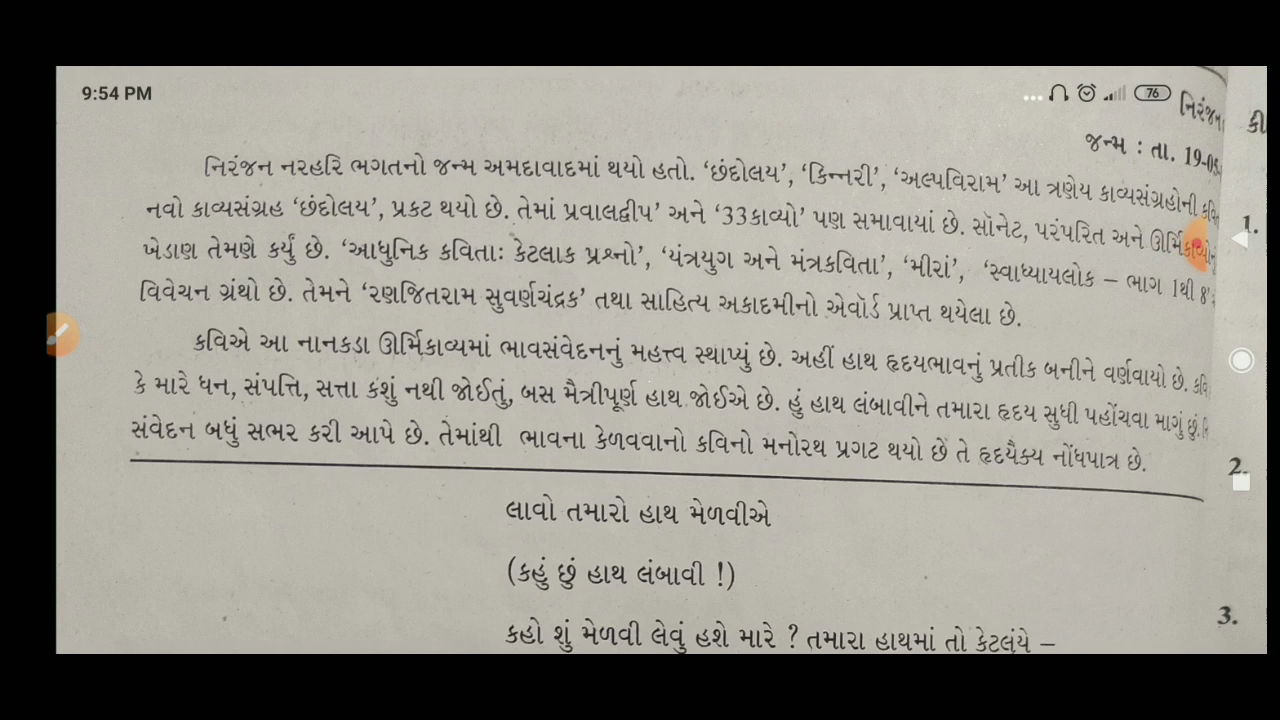 9:54 PM
76
નિરંજન
કી
જન્મ : તા. 19-05-
નિરંજન નરહરિ ભગતનો જન્મ અમદાવાદમાં થયો હતો. ‘છંદોલય’, ‘કિન્નરી’, ‘અલ્પવિરામ’ આ ત્રણેય કાવ્યસંગ્રહોની
નવો કાવ્યસંગ્રહ ‘છંદોલય’, પ્રકટ થયો છે. તેમાં પ્રવાલદ્વીપ’ અને ‘33કાવ્યો’ પણ સમાવાયાં છે. સૉનેટ, પરંપરિત અને ઊર્મિકાવ્યોનું
1.
ખેડાણ તેમણે કર્યું છે. ‘આધુનિક કવિતાઃ કેટલાક પ્રશ્નો’, ‘યંત્રયુગ અને મંત્રકવિતા’, ‘મીરાં’, ‘સ્વાધ્યાયલોક – ભાગ 1થી 8’
વિવેચન ગ્રંથો છે. તેમને ‘રણજિતરામ સુવર્ણચંદ્રક’ તથા સાહિત્ય અકાદમીનો એવૉર્ડ પ્રાપ્ત થયેલા છે.
કવિએ આ નાનકડા ઊર્મિકાવ્યમાં ભાવસંવેદનનું મહત્ત્વ સ્થાપ્યું છે. અહીં હાથ હૃદયભાવનું પ્રતીક બનીને વર્ણવાયો છે.
કે મારે ધન, સંપત્તિ, સત્તા કશું નથી જોઈતું, બસ મૈત્રીપૂર્ણ હાથ જોઈએ છે. હું હાથ લંબાવીને તમારા હૃદય સુધી પહોંચવા માગું છું.
સંવેદન બધું સભર કરી આપે છે. તેમાંથી ભાવના કેળવવાનો કવિનો મનોરથ પ્રગટ થયો છે તે હૃદયૈક્ય નોંધપાત્ર છે.
2.
લાવો તમારો હાથ મેળવીએ
(કહું છું હાથ લંબાવી !)
3.
કહો શું મેળવી લેવું હશે મારે ? તમારા હાથમાં તો કેટલંયે –